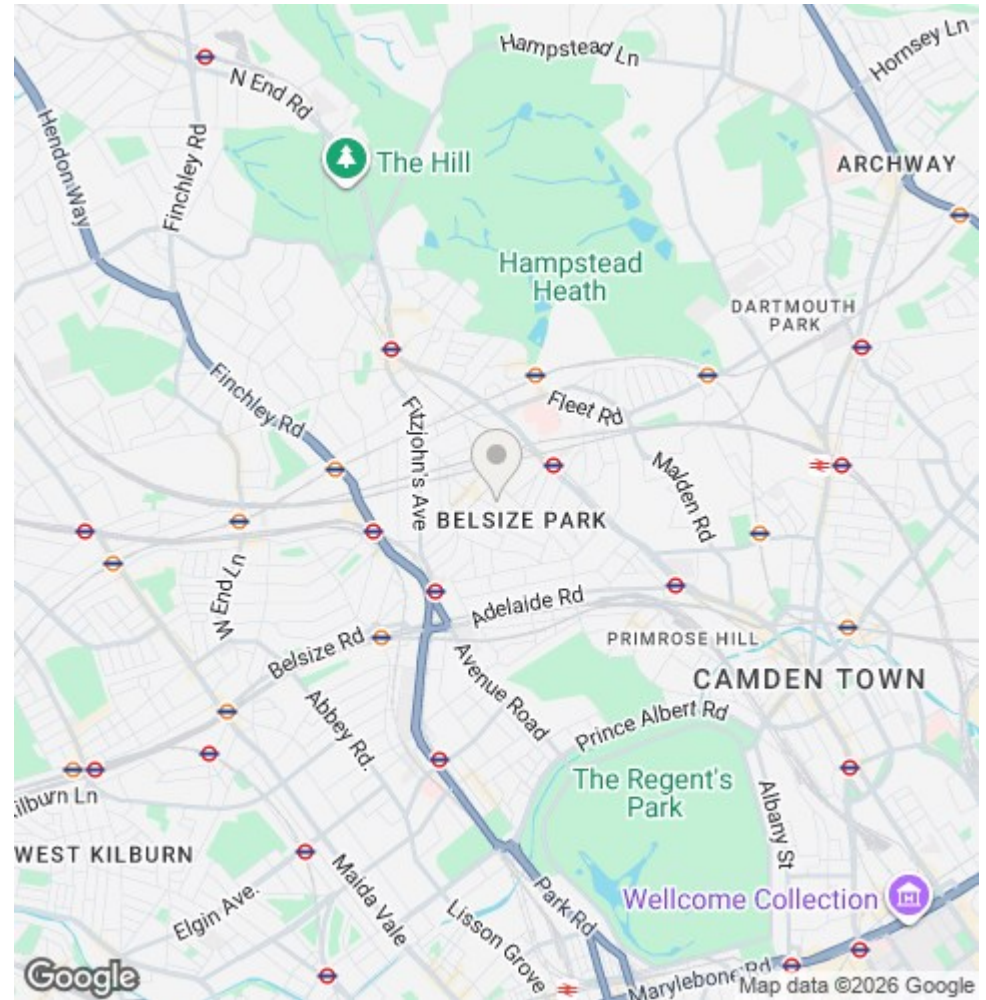 Hampstead Ln
Hornsey Ln
N End Rd
Hendon Way
Finchley Rd
The Hill
ARCHWAY
Hampstead
Heath
DARTMOUTH
PARK
Finchley Rd
Fitzjohn's Ave
Fleet Rd
Malden Rd
BELSIZE PARK
W End Ln
Adelaide Rd
Belsize Rd
PRIMROSE HILL
Avenue Road
CAMDEN TOWN
Abbey Rd.
Prince Albert Rd
The Regent's
Park
Albany St
ilburn Ln
WEST KILBURN
Maida Vale
Elgin Ave.
Park Rd
Wellcome Collection
Lisson Grove
Marylebone Rd
Google
Map data ©2026 Google